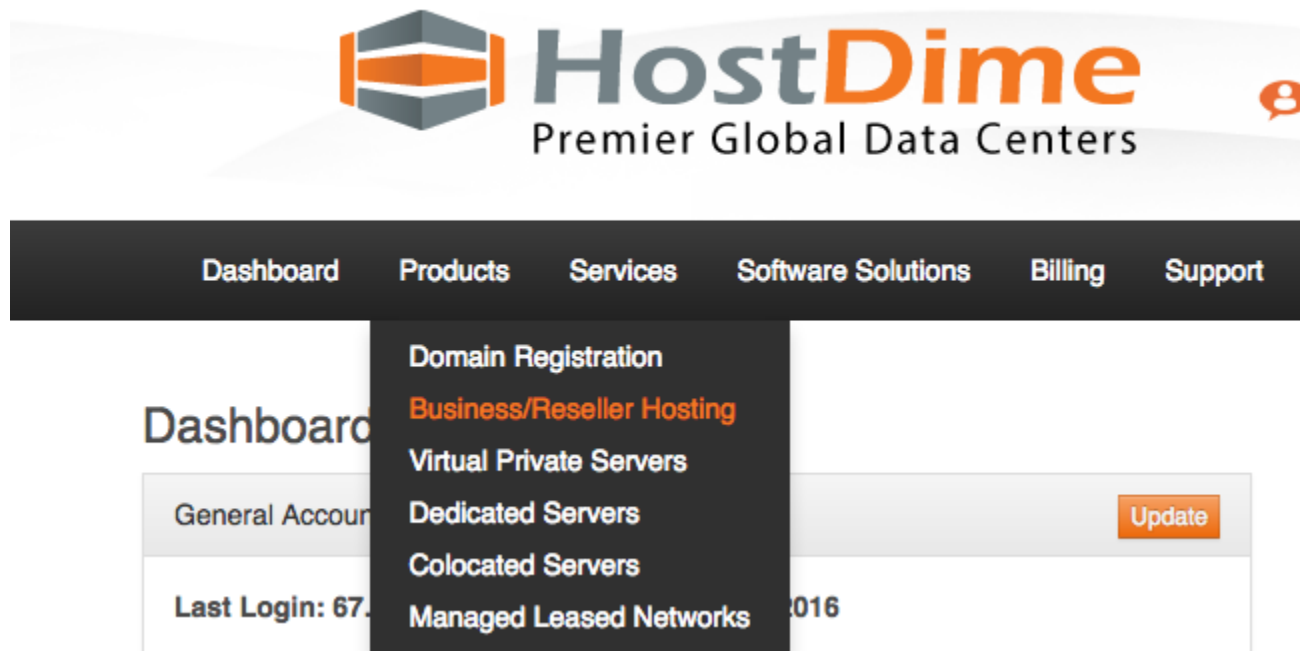 HostDime
Premier Global Data Centers
Dashboard Products Services Software Solutions Billing Support
Domain Registration
Business/Reseller Hosting
Virtual Private Servers
Dedicated Servers
Colocated Servers
Managed Leased Networks
Dashboard
General Accoun
Update
Last Login: 67.
2016